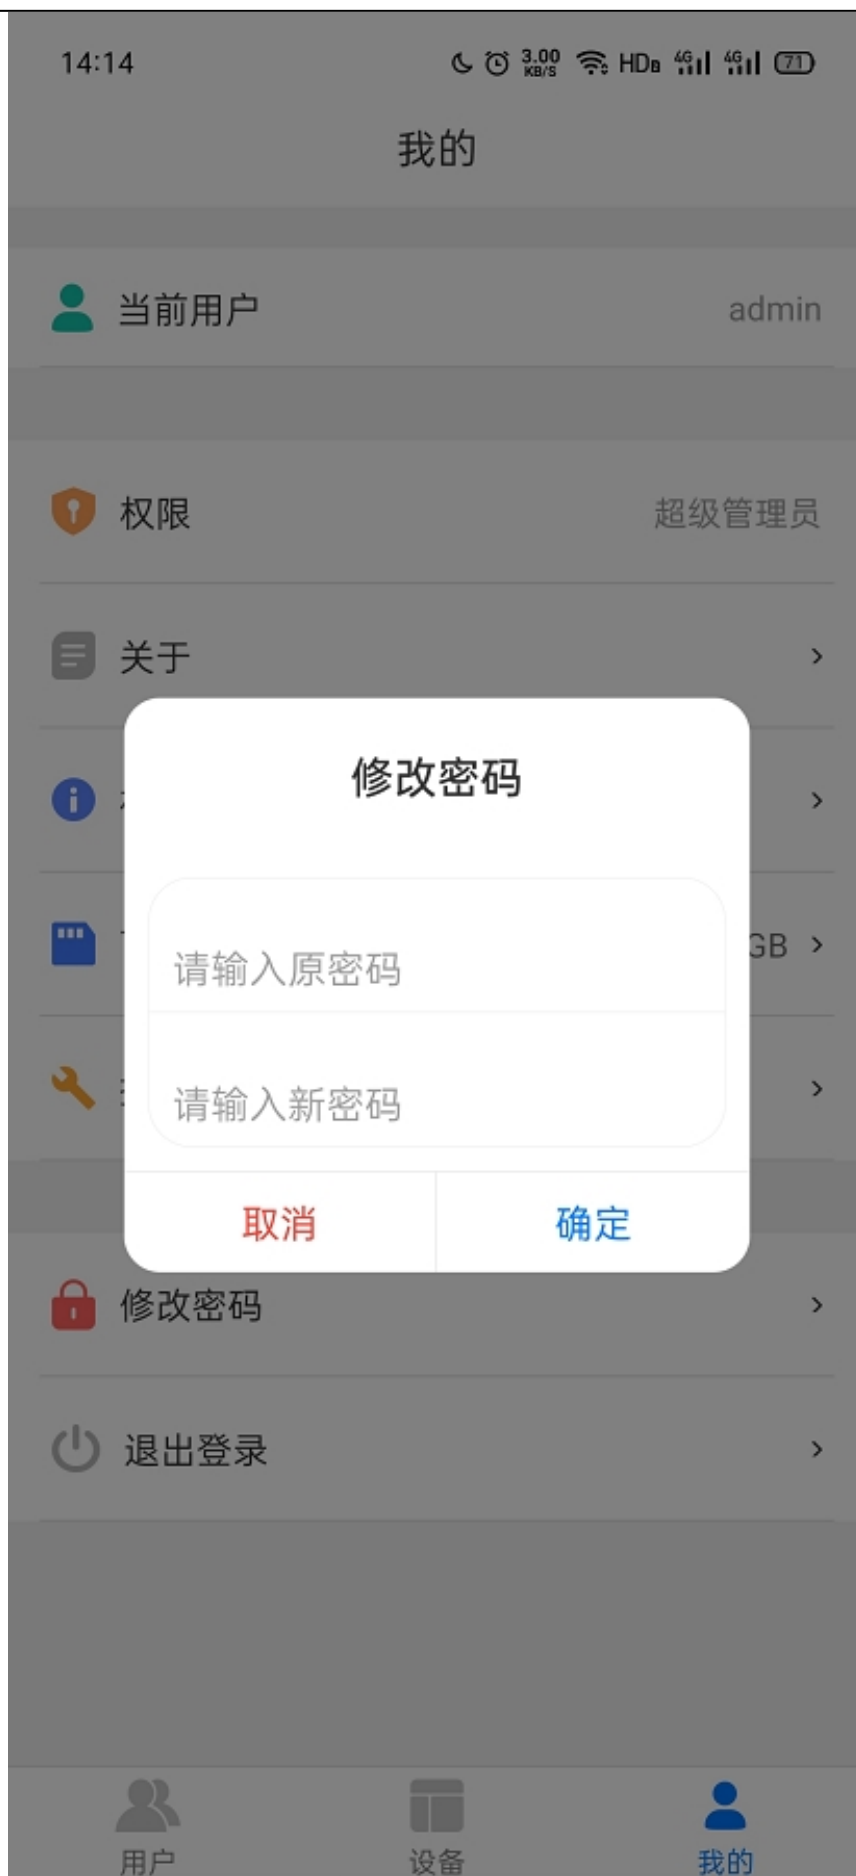 14:14 3.00 KB/S HDB 4G 4G 71
我的
当前用户 admin
权限 超级管理员
关于
修改密码
GB
请输入原密码
请输入新密码
取消 确定
修改密码
退出登录
用户 设备 我的